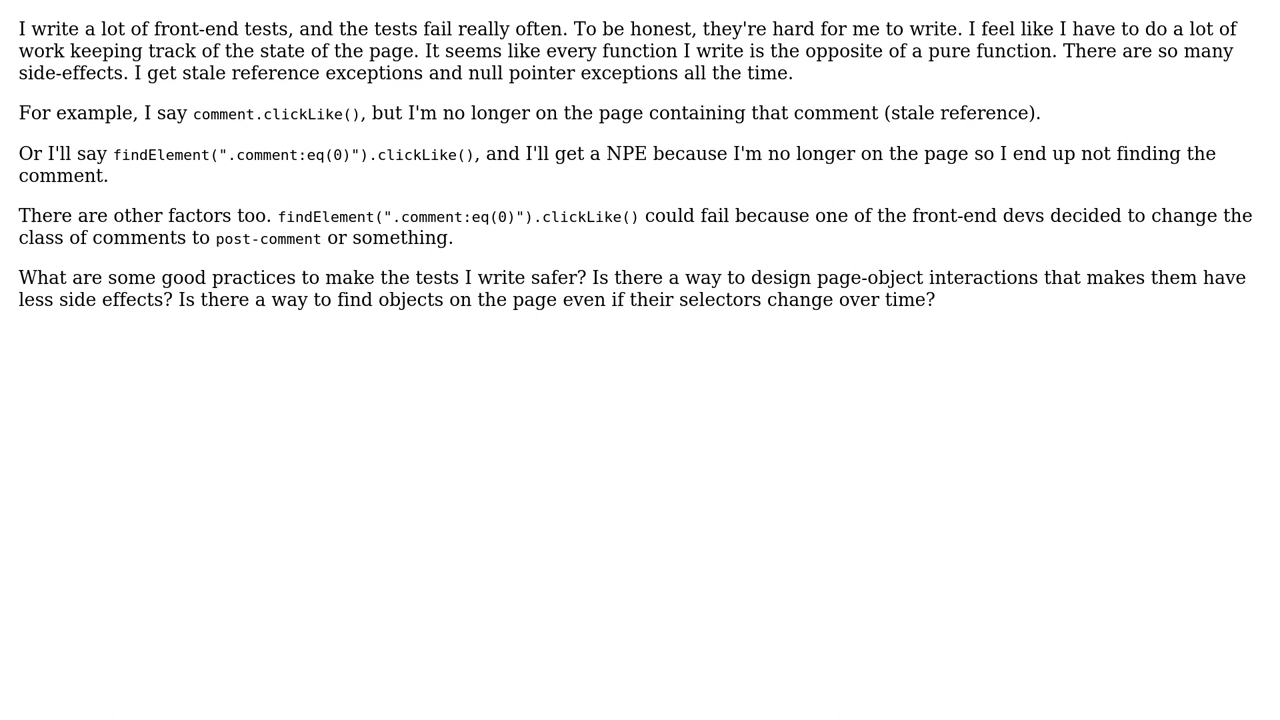 I write a lot of front-end tests, and the tests fail really often. To be honest, they're hard for me to write. I feel like I have to do a lot of
work keeping track of the state of the page. It seems like every function I write is the opposite of a pure function. There are so many
side-effects. I get stale reference exceptions and null pointer exceptions all the time.
For example, I say comment.clickLike(), but I'm no longer on the page containing that comment (stale reference).
Or I'll say findElement(".comment:eq(0)").clickLike(), and I'll get a NPE because I'm no longer on the page so I end up not finding the
comment.
There are other factors too. findElement(".comment:eq(0)").clickLike() could fail because one of the front-end devs decided to change the
class of comments to post-comment or something.
What are some good practices to make the tests I write safer? Is there a way to design page-object interactions that makes them have
less side effects? Is there a way to find objects on the page even if their selectors change over time?